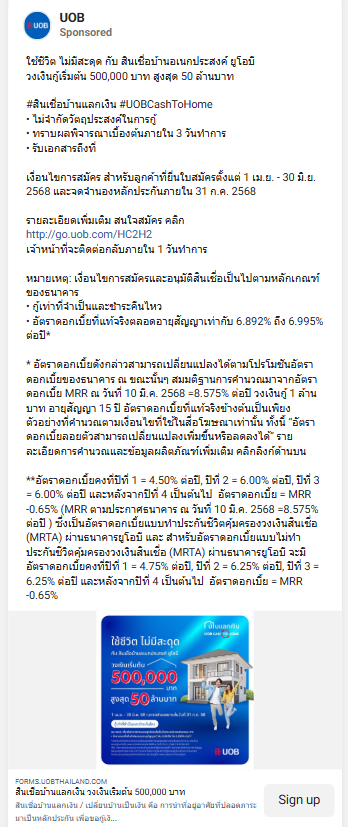 UOB
Sponsored
ใช้ชีวิต ไม่มีสะดุด กับ สินเชื่อบ้านอเนกประสงค์ ยูโอบี
วงเงินกู้เริ่มต้น 500,000 บาท สูงสุด 50 ล้านบาท
#สินเชื่อบ้านแลกเงิน #UOBCashToHome
• ไม่จำกัดวัตถุประสงค์ในการกู้
• ทราบผลพิจารณาเบื้องต้นภายใน 3 วันทำการ
• รับเอกสารถึงที่
เงื่อนไขการสมัคร สำหรับลูกค้าที่ยื่นใบสมัครตั้งแต่ 1 เม.ย. - 30 มิ.ย.
2568 และจดจำนองหลักประกันภายใน 31 ก.ค. 2568
รายละเอียดเพิ่มเติม สนใจสมัคร คลิก
http://go.uob.com/HC2H2
เจ้าหน้าที่จะติดต่อกลับภายใน 1 วันทำการ
หมายเหตุ: เงื่อนไขการสมัครและอนุมัติสินเชื่อเป็นไปตามหลักเกณฑ์
ของธนาคาร
• กู้เท่าที่จำเป็นและชำระคืนไหว
• อัตราดอกเบี้ยที่แท้จริงตลอดอายุสัญญาเท่ากับ 6.892% ถึง 6.995%
ต่อปี*
* อัตราดอกเบี้ยดังกล่าวสามารถเปลี่ยนแปลงได้ตามโปรโมชันอัตรา
ดอกเบี้ยของธนาคาร ณ ขณะนั้นๆ สมมติฐานการคำนวณมาจากอัตรา
ดอกเบี้ย MRR ณ วันที่ 10 มี.ค. 2568 =8.575% ต่อปี วงเงินกู้ 1 ล้าน
บาท อายุสัญญา 15 ปี อัตราดอกเบี้ยที่แท้จริงข้างต้นเป็นเพียง
ตัวอย่างที่คำนวณตามเงื่อนไขที่ใช้ในสื่อโฆษณาเท่านั้น ทั้งนี้ "อัตรา
ดอกเบี้ยลอยตัวสามารถเปลี่ยนแปลงเพิ่มขึ้นหรือลดลงได้" ราย
ละเอียดการคำนวณและข้อมูลผลิตภัณฑ์เพิ่มเติม คลิกลิงก์ด้านบน
**อัตราดอกเบี้ยคงที่ปีที่ 1 = 4.50% ต่อปี, ปีที่ 2 = 6.00% ต่อปี, ปีที่ 3
= 6.00% ต่อปี และหลังจากปีที่ 4 เป็นต้นไป อัตราดอกเบี้ย = MRR
-0.65% (MRR ตามประกาศธนาคาร ณ วันที่ 10 มี.ค. 2568 =8.575%
ต่อปี ) ซึ่งเป็นอัตราดอกเบี้ยแบบทำประกันชีวิตคุ้มครองวงเงินสินเชื่อ
(MRTA) ผ่านธนาคารยูโอบี และ สำหรับอัตราดอกเบี้ยแบบไม่ทำ
ประกันชีวิตคุ้มครองวงเงินสินเชื่อ (MRTA) ผ่านธนาคารยูโอบี จะมี
อัตราดอกเบี้ยคงที่ปีที่ 1 = 4.75% ต่อปี, ปีที่ 2 = 6.25% ต่อปี, ปีที่ 3 =
6.25% ต่อปี และหลังจากปีที่ 4 เป็นต้นไป อัตราดอกเบี้ย = MRR
-0.65%
มีบ้านแลกเงิน
UOB CASH TO HOME
ใช้ชีวิต ไม่มีสะดุด
กับ สินเชื่อบ้านอเนกประสงค์ ยูโอบี
วงเงินเริ่มต้น
500,000
บาท
สูงสุด 50 ล้านบาท
UOB
FORMS.UOBTHAILAND.COM
สินเชื่อบ้านแลกเงิน วงเงินเริ่มต้น 500,000 บาท
สินเชื่อบ้านแลกเงิน / เปลี่ยนบ้านเป็นเงิน คือ การนำที่อยู่อาศัยที่ปลอดภาระ
มาเป็นหลักประกัน เพื่อขอกู้เงิ...
Sign up